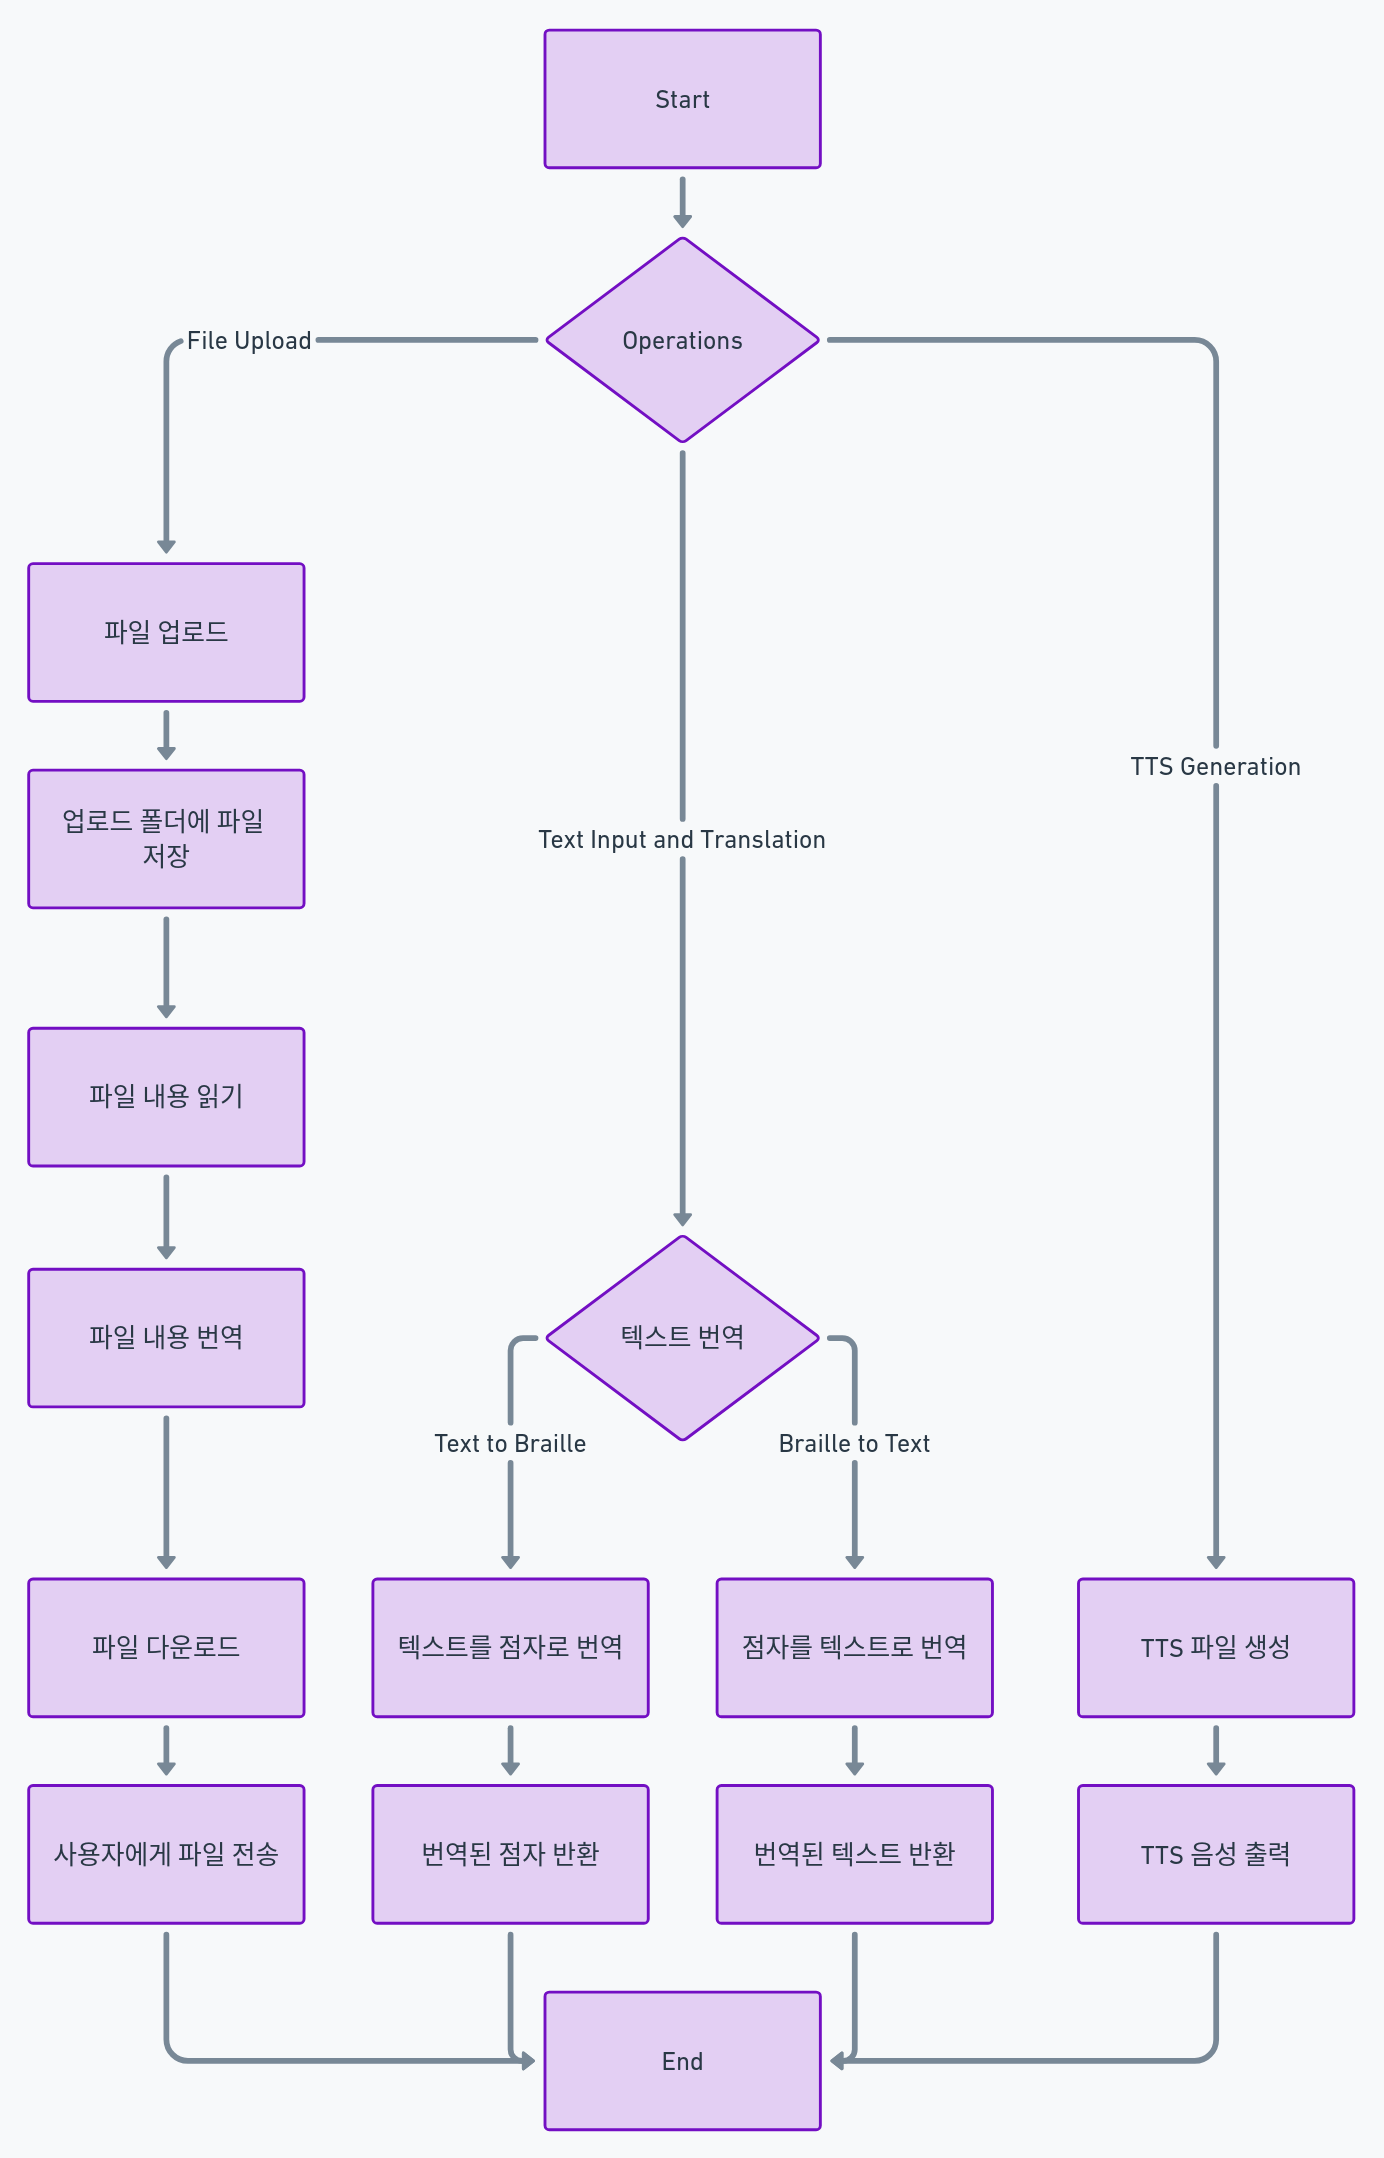 Start
Operations
File Upload
파일 업로드
TTS Generation
업로드 폴더에 파일
저장
Text Input and Translation
파일 내용 읽기
파일 내용 번역
텍스트 번역
Text to Braille
Braille to Text
파일 다운로드
텍스트를 점자로 번역
점자를 텍스트로 번역
TTS 파일 생성
사용자에게 파일 전송
번역된 점자 반환
번역된 텍스트 반환
TTS 음성 출력
End